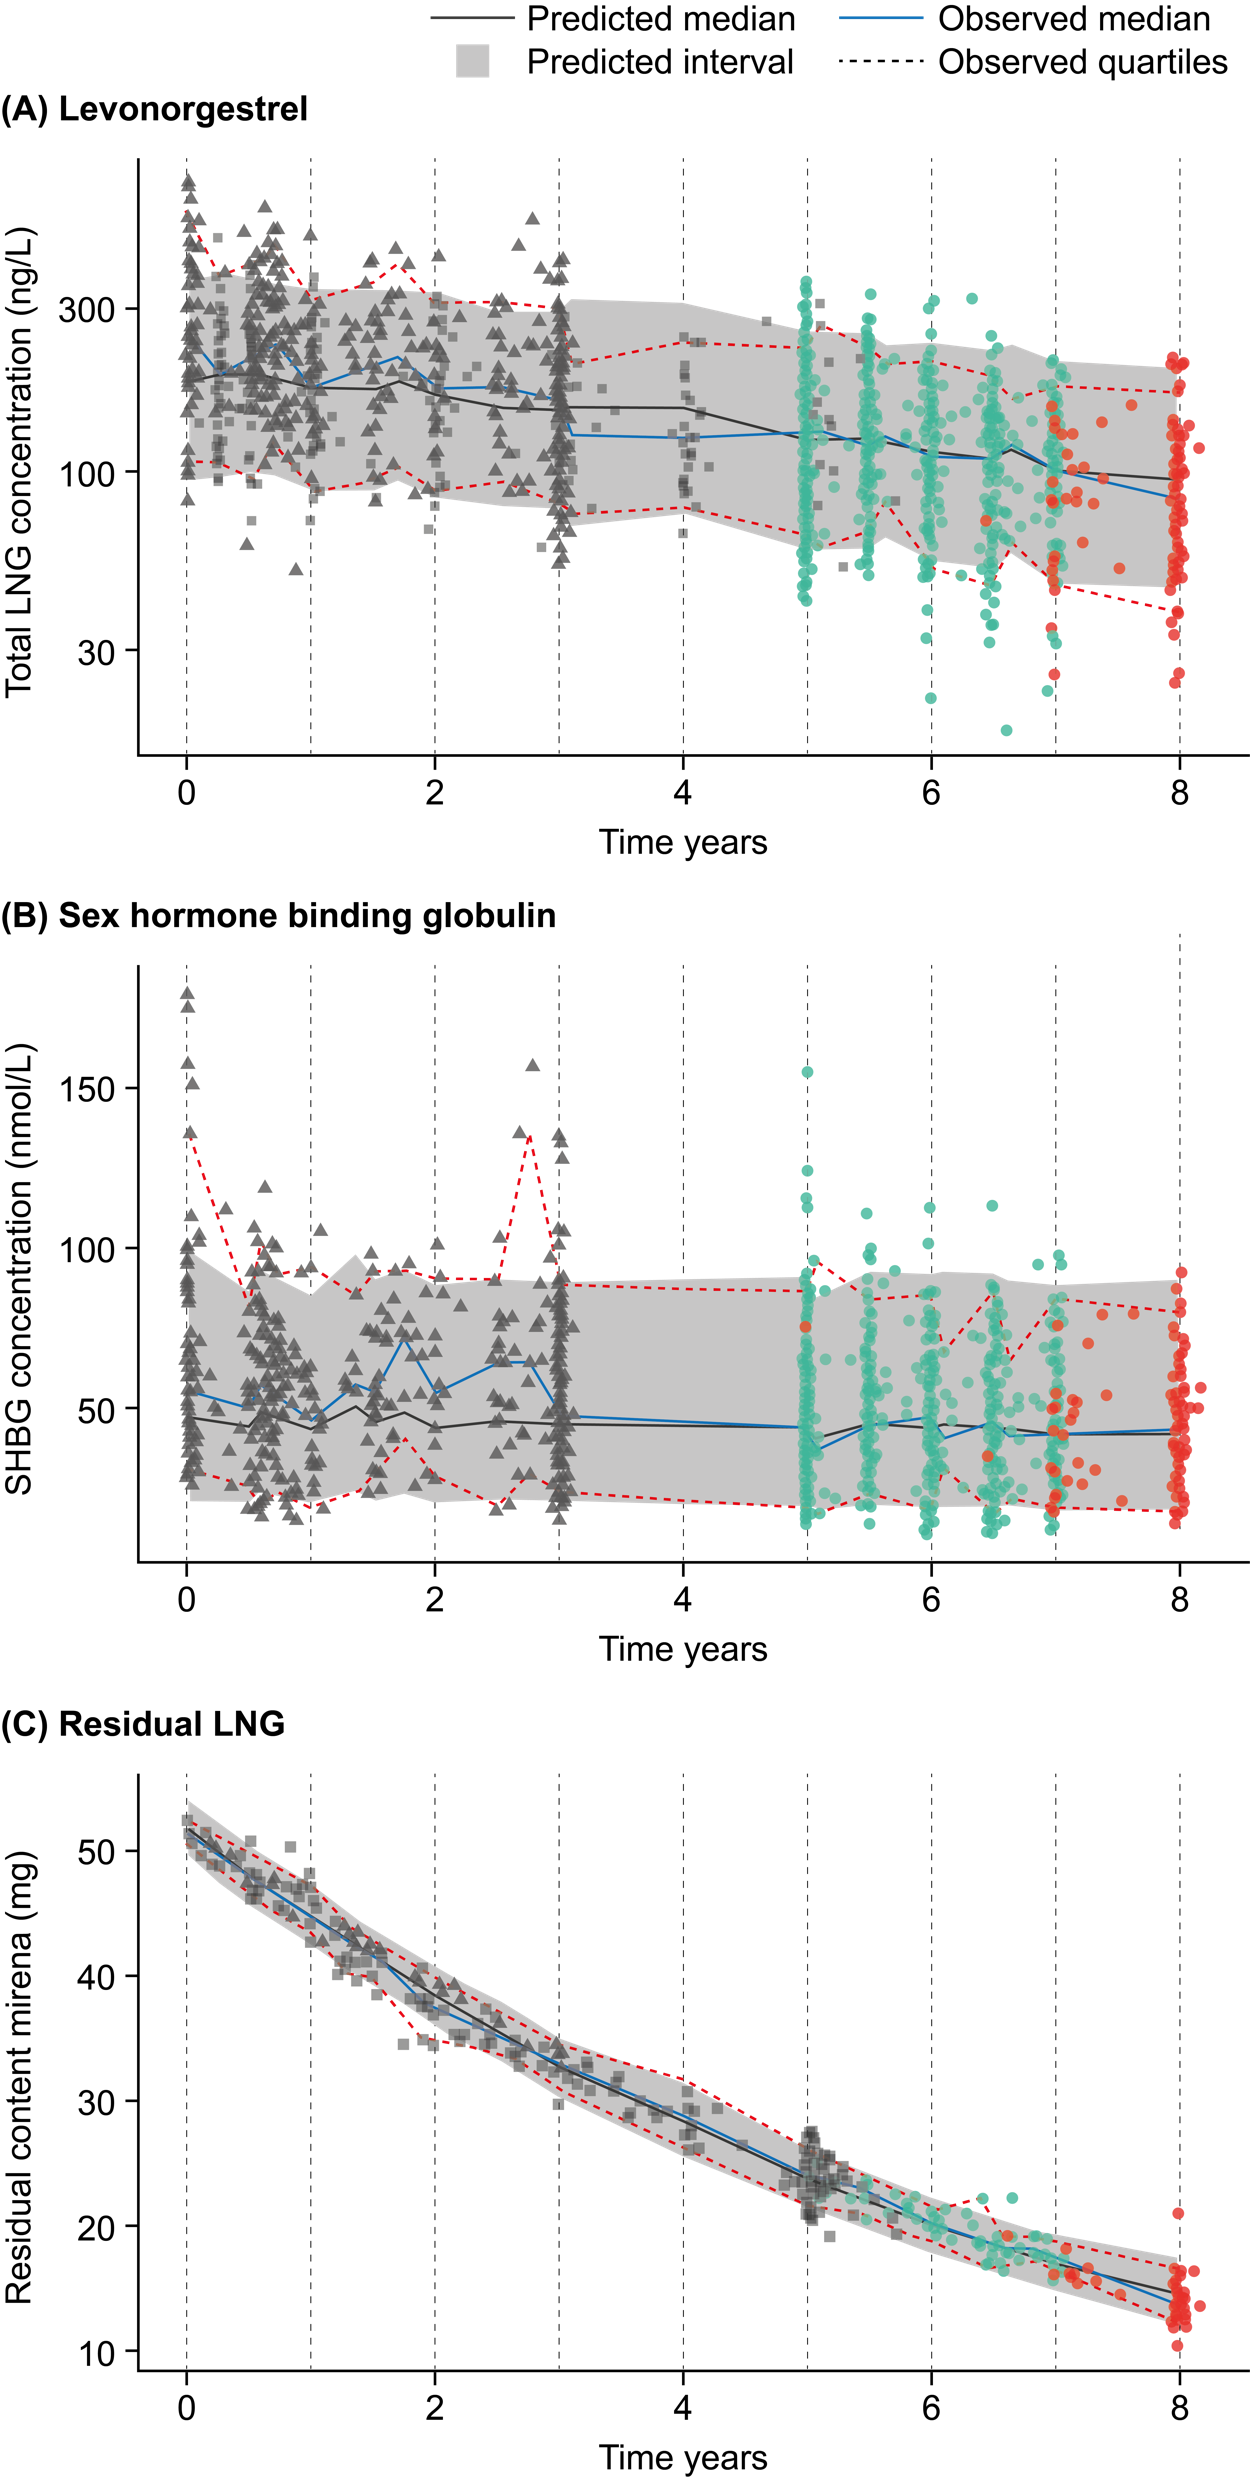 Predicted median
Observed median
Predicted interval
Observed quartiles
(A) Levonorgestrel
Total LNG concentration (ng/L)
300
100
30
0 2 4 6 8
Time years
(B) Sex hormone binding globulin
SHBG concentration (nmol/L)
150
100
50
0 2 4 6 8
Time years
(C) Residual LNG
Residual content mirena (mg)
50
40
30
20
10
0 2 4 6 8
Time years